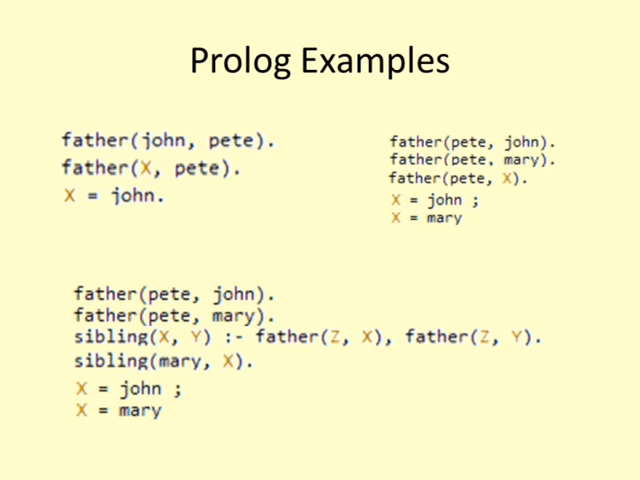 Prolog Examples
father(john, pete).
father(X, pete).
X = john.
father(pete, john).
father(pete, mary).
father(pete, X).
X = john ;
X = mary
father(pete, john).
father(pete, mary).
sibling(X, Y) :- father(Z, X), father(Z, Y).
sibling(mary, X).
X = john ;
X = mary